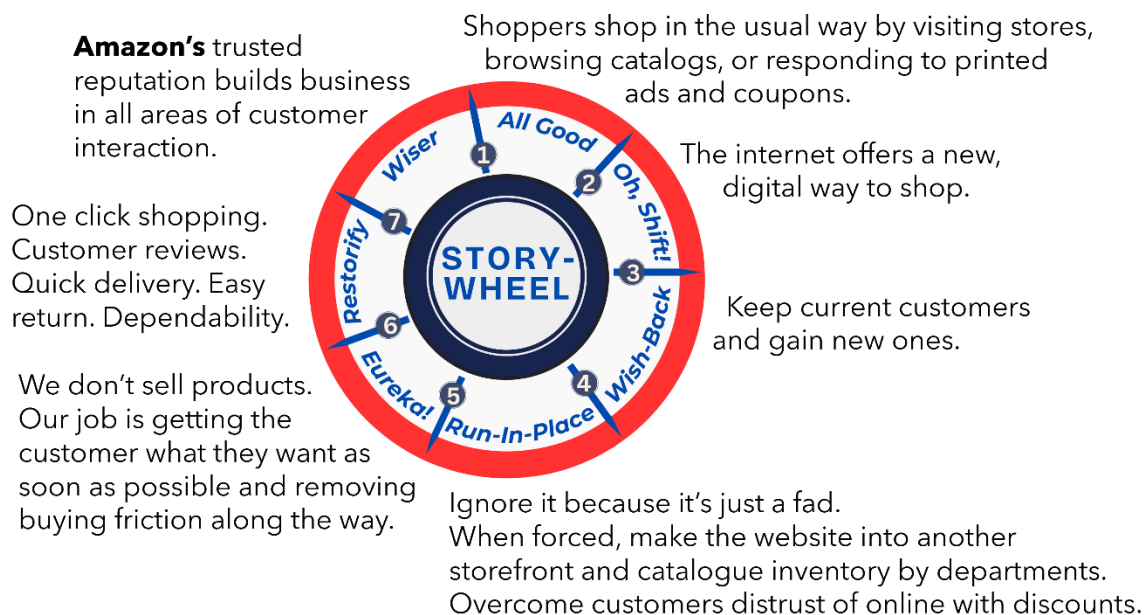 Shoppers shop in the usual way by visiting stores,
browsing catalogs, or responding to printed
ads and coupons.
The internet offers a new,
digital way to shop.
Keep current customers
and gain new ones.
Ignore it because it’s just a fad.
When forced, make the website into another
storefront and catalogue inventory by departments.
Overcome customers distrust of online with discounts.
We don’t sell products.
Our job is getting the
customer what they want as
soon as possible and removing
buying friction along the way.
One click shopping.
Customer reviews.
Quick delivery. Easy
return. Dependability.
Amazon’s trusted
reputation builds business
in all areas of customer
interaction.
1
All Good
2
Oh, Shift!
3
Wish-Back
4
Run-In-Place
5
Eureka!
6
Restorify
7
Wiser
STORY-
WHEEL